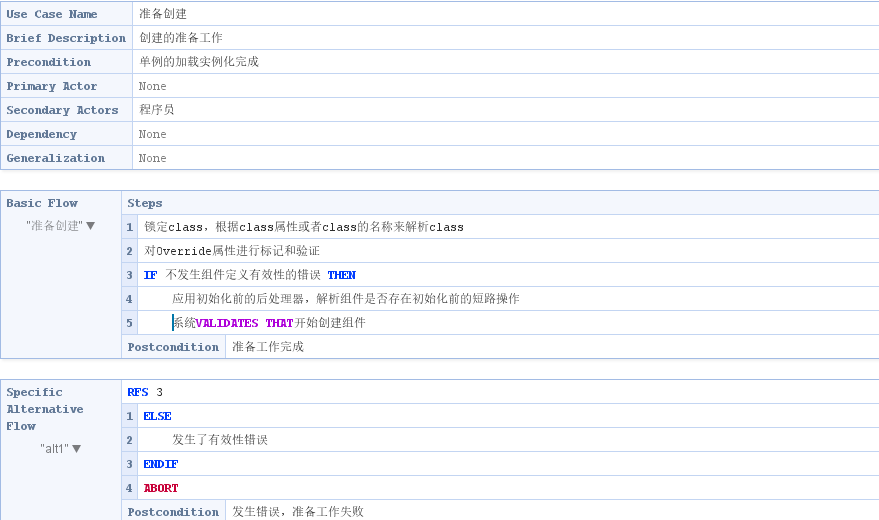 Use Case Name 准备创建
Brief Description 创建的准备工作
Precondition 单例的加载实例化完成
Primary Actor None
Secondary Actors 程序员
Dependency None
Generalization None
Basic Flow Steps
"准备创建" ▼
1 锁定class，根据class属性或者class的名称来解析class
2 对Override属性进行标记和验证
3 IF 不发生组件定义有效性的错误 THEN
4 应用初始化前的后处理器，解析组件是否存在初始化前的短路操作
5 系统VALIDATES THAT开始创建组件
Postcondition 准备工作完成
Specific Alternative Flow
"alt1" ▼
RFS 3
1 ELSE
2 发生了有效性错误
3 ENDIF
4 ABORT
Postcondition 发生错误，准备工作失败